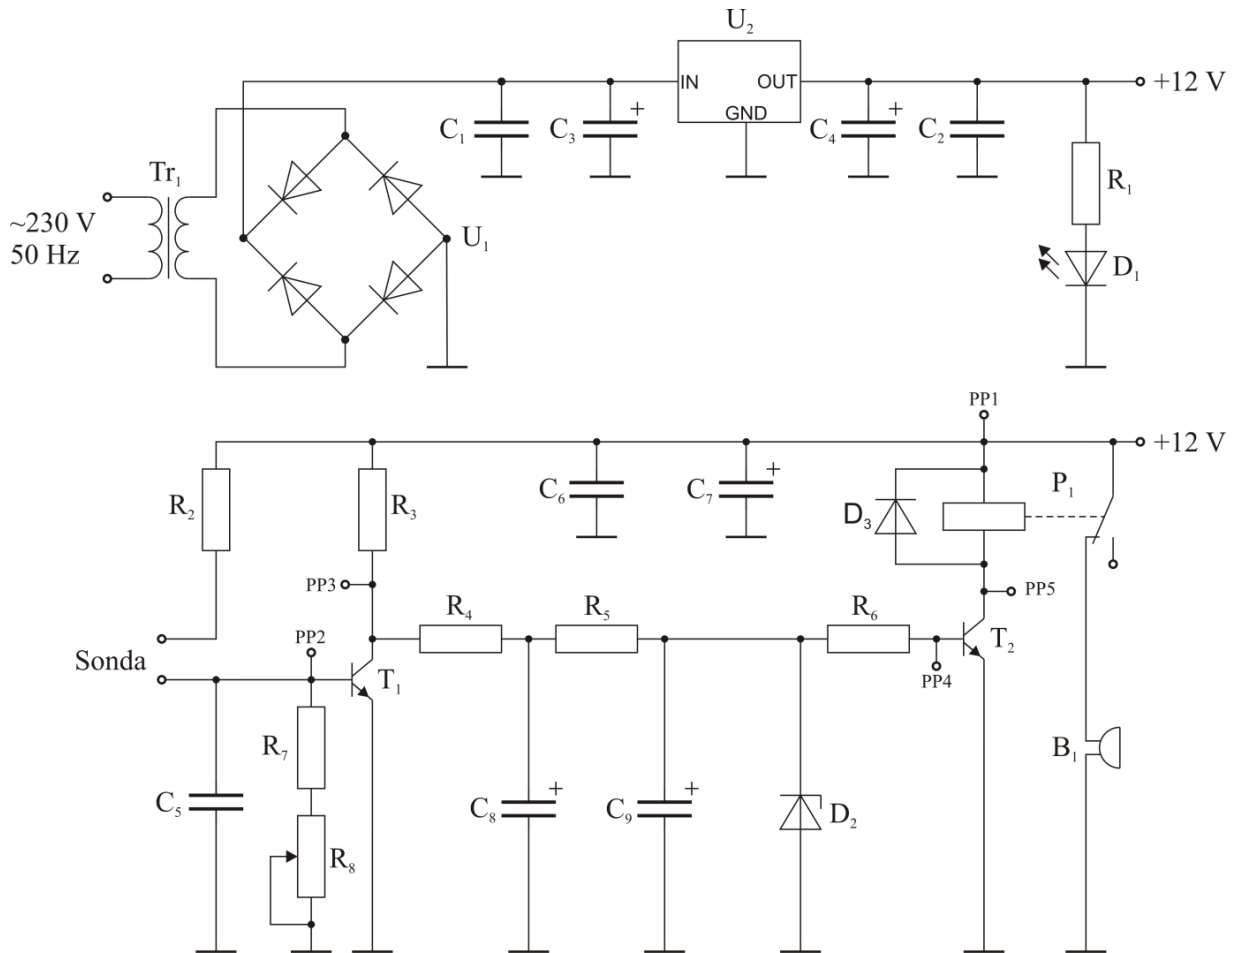 U₂
IN
OUT
GND
+12 V
C₁
C₃
+
C₄
+
C₂
R₁
Tr₁
~230 V
50 Hz
U₁
D₁
PP1
+12 V
R₂
R₃
C₆
C₇
+
D₃
P₁
PP3
PP5
R₄
R₅
R₆
PP2
Sonda
T₁
T₂
PP4
R₇
B₁
C₅
C₈
+
C₉
+
D₂
R₈